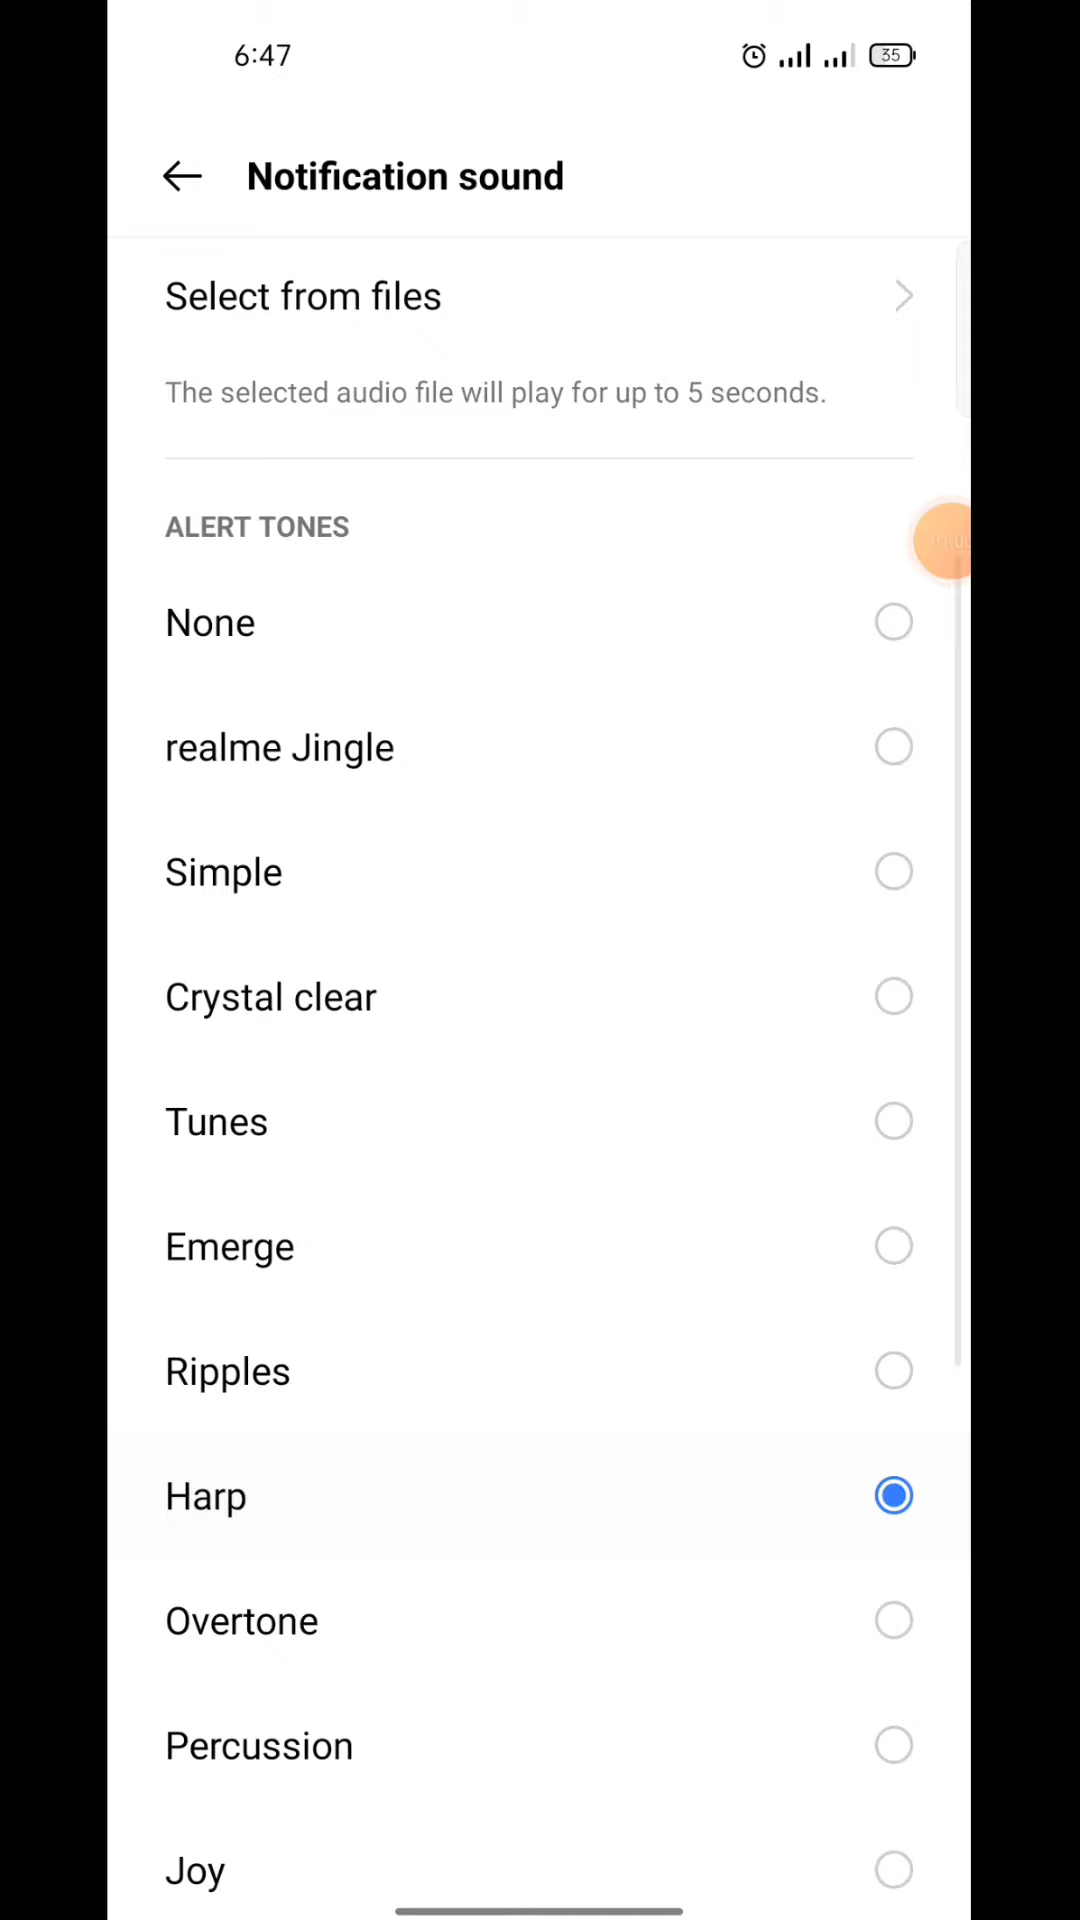 6:47
35
Notification sound
Select from files
The selected audio file will play for up to 5 seconds.
ALERT TONES
None
realme Jingle
Simple
Crystal clear
Tunes
Emerge
Ripples
Harp
Overtone
Percussion
Joy